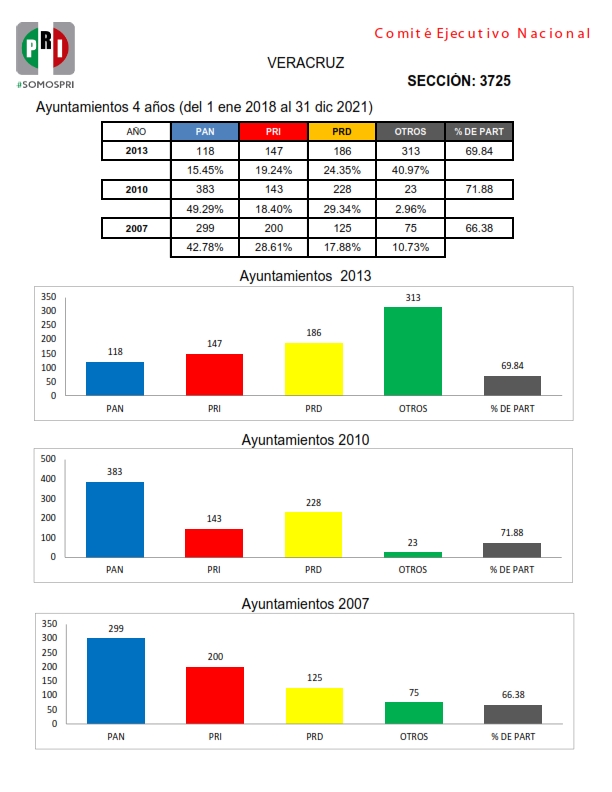 Comité Ejecutivo Nacional
PRI
#SOMOSPRI
VERACRUZ
SECCIÓN: 3725
Ayuntamientos 4 años (del 1 ene 2018 al 31 dic 2021)
AÑO PAN PRI PRD OTROS % DE PART
2013 118 147 186 313 69.84
15.45% 19.24% 24.35% 40.97%
2010 383 143 228 23 71.88
49.29% 18.40% 29.34% 2.96%
2007 299 200 125 75 66.38
42.78% 28.61% 17.88% 10.73%
Ayuntamientos 2013
350
300
250
200
150
100
50
0
118 147 186 313 69.84
PAN PRI PRD OTROS % DE PART
Ayuntamientos 2010
500
400
300
200
100
0
383 143 228 23 71.88
PAN PRI PRD OTROS % DE PART
Ayuntamientos 2007
350
300
250
200
150
100
50
0
299 200 125 75 66.38
PAN PRI PRD OTROS % DE PART